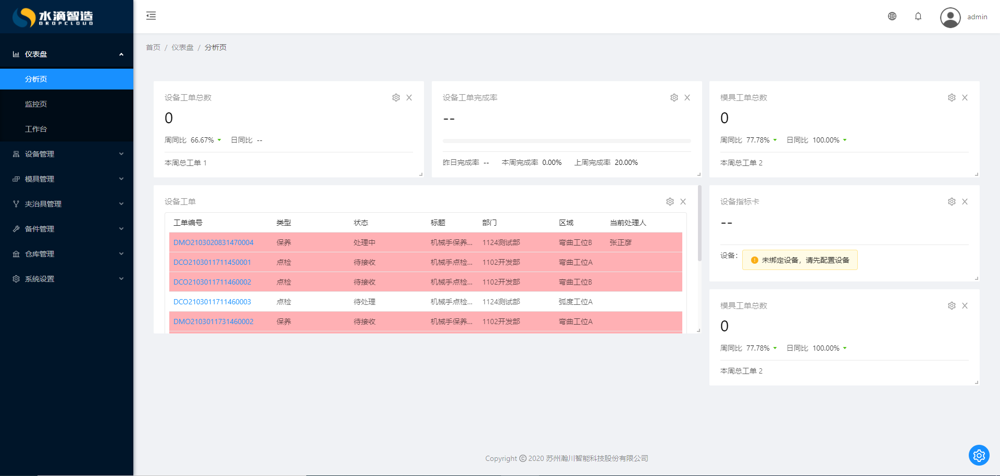 水滴智造
DROPCLOUD
admin
仪表盘
分析页
监控页
工作台
设备管理
模具管理
夹治具管理
备件管理
仓库管理
系统设置
首页 / 仪表盘 / 分析页
设备工单总数
0
周同比 66.67% 日同比 --
本周总工单 1
设备工单完成率
--
昨日完成率 -- 本周完成率 0.00% 上周完成率 20.00%
模具工单总数
0
周同比 77.78% 日同比 100.00%
本周总工单 2
设备工单
工单编号 类型 状态 标题 部门 区域 当前处理人
DMO2103020831470004 保养 处理中 机械手保养... 1124测试部 弯曲工位B 张正彦
DCO2103011711450001 点检 待接收 机械手点检... 1102开发部 弯曲工位A
DCO2103011711460002 点检 待接收 机械手点检... 1102开发部 弯曲工位B
DCO2103011711460003 点检 待处理 机械手点检... 1124测试部 弧度工位A
DMO2103011731460002 保养 待接收 机械手保养... 1102开发部 弯曲工位A
设备指标卡
--
设备： 未绑定设备，请先配置设备
模具工单总数
0
周同比 77.78% 日同比 100.00%
本周总工单 2
Copyright © 2020 苏州瀚川智能科技股份有限公司